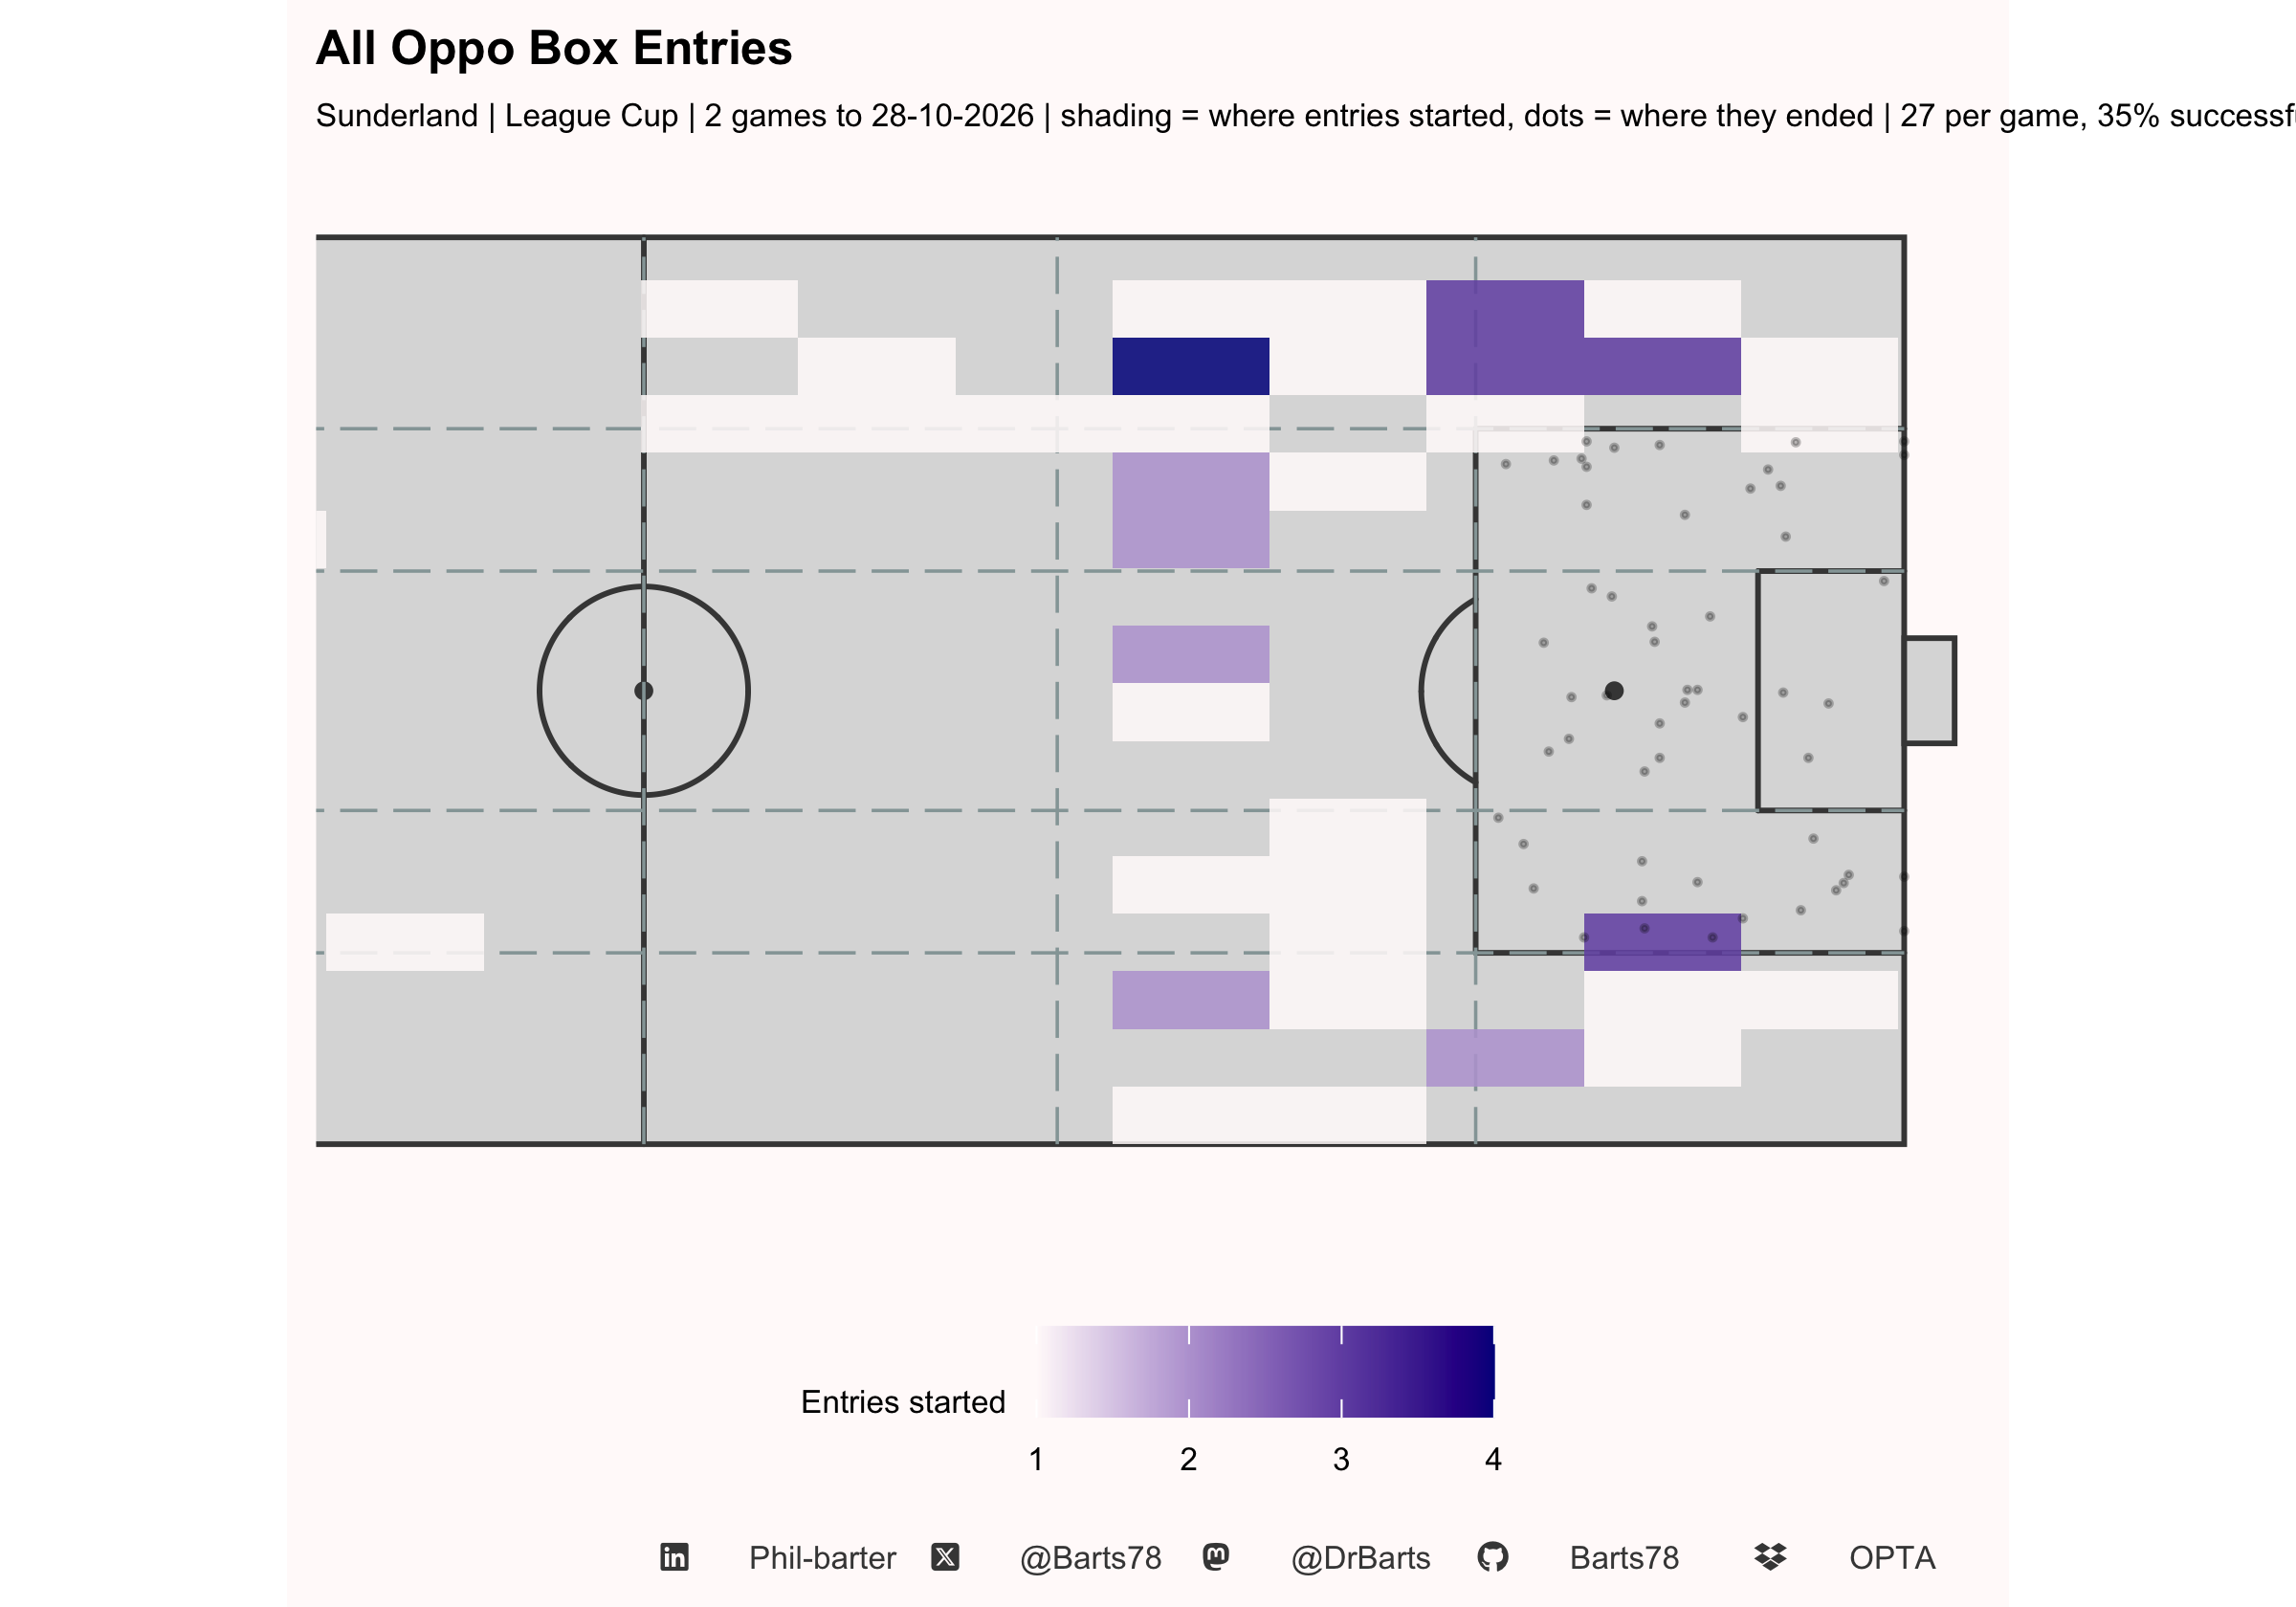 All Oppo Box Entries
Sunderland | League Cup | 2 games to 28-10-2026 | shading = where entries started, dots = where they ended | 27 per game, 35%
Entries started
1 2 3 4
Phil-barter @Barts78 @DrBarts Barts78 OPTA